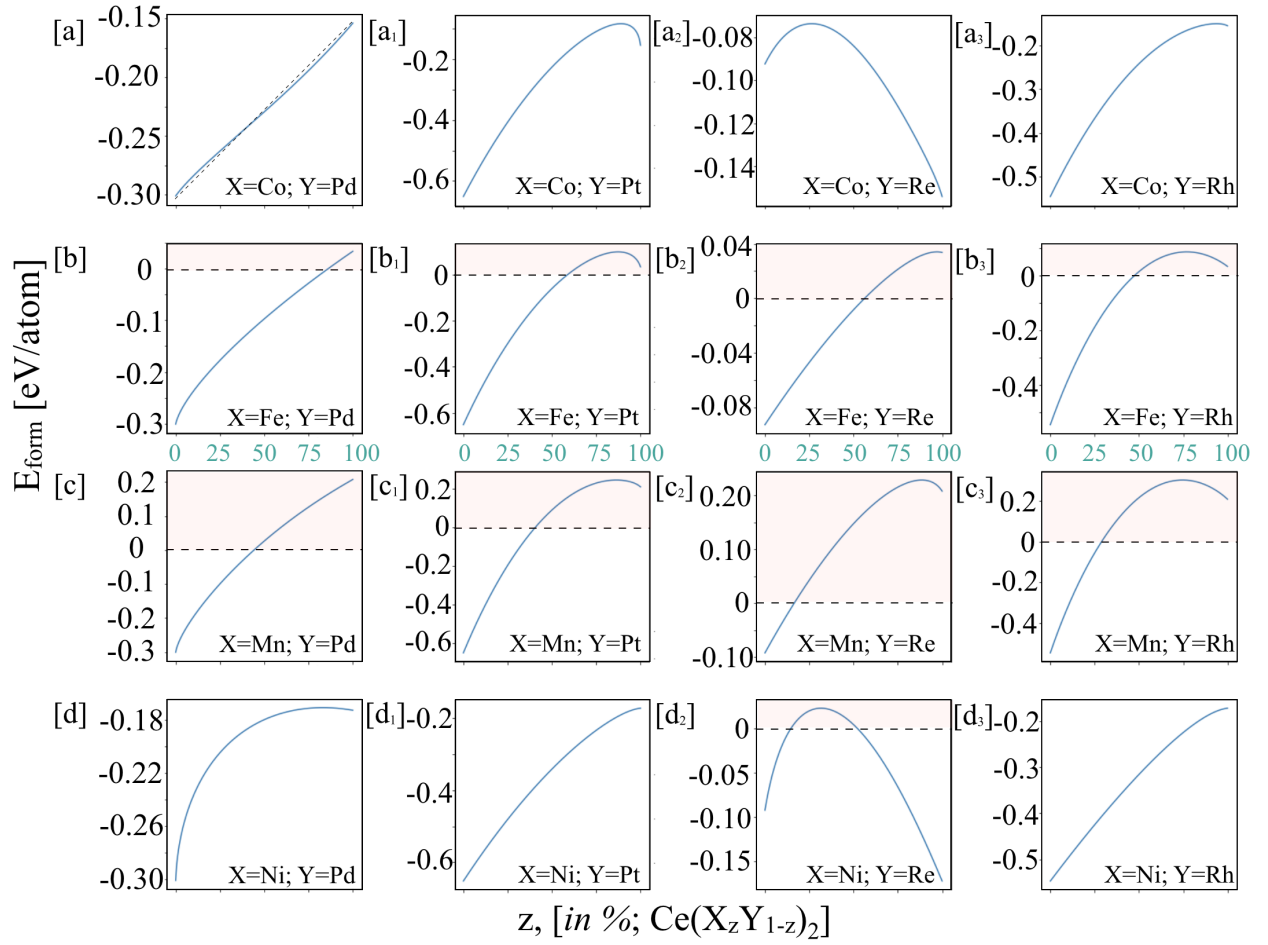 [a]
-0.15
-0.20
-0.25
-0.30
X=Co; Y=Pd
[a₁]
-0.2
-0.4
-0.6
X=Co; Y=Pt
[a₂]
-0.08
-0.10
-0.12
-0.14
X=Co; Y=Re
[a₃]
-0.2
-0.3
-0.4
-0.5
X=Co; Y=Rh
E_form [eV/atom]
[b]
0
-0.1
-0.2
-0.3
X=Fe; Y=Pd
0 25 50 75 100
[b₁]
0
-0.2
-0.4
-0.6
X=Fe; Y=Pt
0 25 50 75 100
[b₂]
0.04
0
-0.04
-0.08
X=Fe; Y=Re
0 25 50 75 100
[b₃]
0
-0.2
-0.4
X=Fe; Y=Rh
0 25 50 75 100
[c]
0.2
0.1
0
-0.1
-0.2
-0.3
X=Mn; Y=Pd
[c₁]
0.2
0
-0.2
-0.4
-0.6
X=Mn; Y=Pt
[c₂]
0.20
0.10
0
-0.10
X=Mn; Y=Re
[c₃]
0.2
0
-0.2
-0.4
X=Mn; Y=Rh
[d]
-0.18
-0.22
-0.26
-0.30
X=Ni; Y=Pd
[d₁]
-0.2
-0.4
-0.6
X=Ni; Y=Pt
[d₂]
0
-0.05
-0.10
-0.15
X=Ni; Y=Re
[d₃]
-0.2
-0.3
-0.4
-0.5
X=Ni; Y=Rh
z, [in %; Ce(X_zY_{1-z})₂]